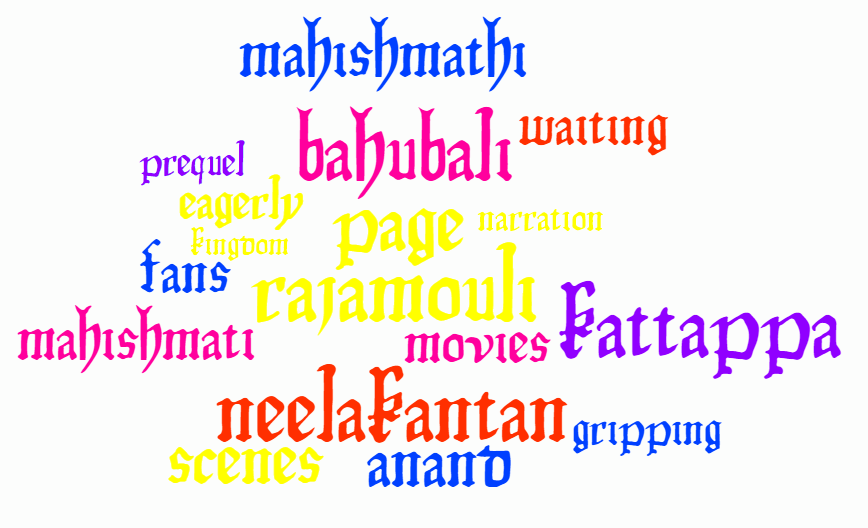 mahishmathi
bahubali waiting
prequel
eagerly page narration
kingdom
fans rajamouli
mahishmati movies kattappa
neelakantan gripping
scenes anand